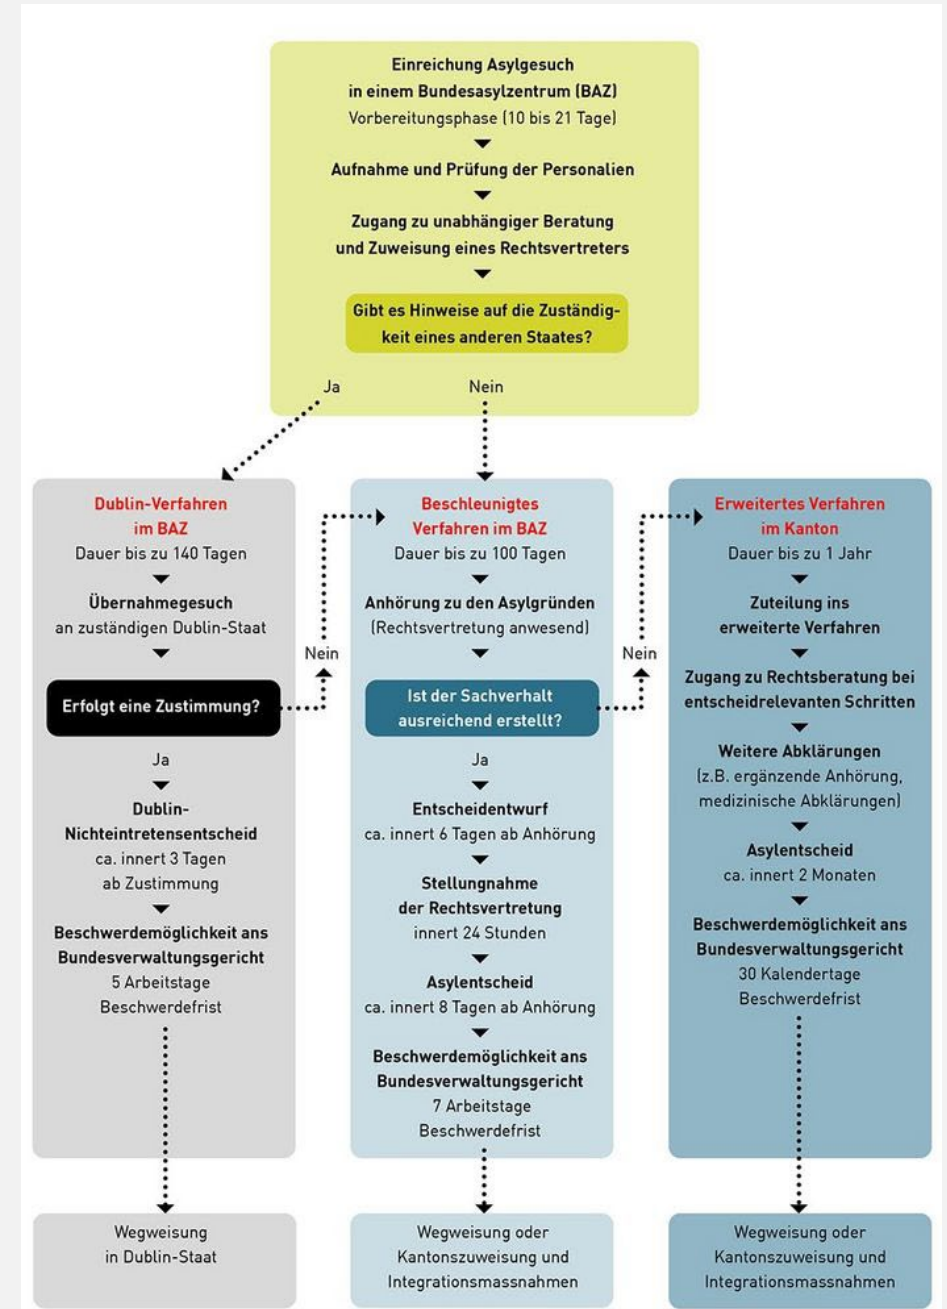 Einreichung Asylgesuch
in einem Bundesasylzentrum (BAZ)
Vorbereitungsphase (10 bis 21 Tage)
Aufnahme und Prüfung der Personalien
Zugang zu unabhängiger Beratung
und Zuweisung eines Rechtsvertreters
Gibt es Hinweise auf die Zuständig-
keit eines anderen Staates?
Ja
Nein
Dublin-Verfahren
im BAZ
Dauer bis zu 140 Tagen
Übernahmegesuch
an zuständigen Dublin-Staat
Erfolgt eine Zustimmung?
Nein
Ja
Dublin-
Nichteintretensentscheid
ca. innert 3 Tagen
ab Zustimmung
Beschwerdemöglichkeit ans
Bundesverwaltungsgericht
5 Arbeitstage
Beschwerdefrist
Wegweisung
in Dublin-Staat
Beschleunigtes
Verfahren im BAZ
Dauer bis zu 100 Tagen
Anhörung zu den Asylgründen
(Rechtsvertretung anwesend)
Ist der Sachverhalt
ausreichend erstellt?
Nein
Ja
Entscheidentwurf
ca. innert 6 Tagen ab Anhörung
Stellungnahme
der Rechtsvertretung
innert 24 Stunden
Asylentscheid
ca. innert 8 Tagen ab Anhörung
Beschwerdemöglichkeit ans
Bundesverwaltungsgericht
7 Arbeitstage
Beschwerdefrist
Wegweisung oder
Kantonszuweisung und
Integrationsmassnahmen
Erweitertes Verfahren
im Kanton
Dauer bis zu 1 Jahr
Zuteilung ins
erweiterte Verfahren
Zugang zu Rechtsberatung bei
entscheidrelevanten Schritten
Weitere Abklärungen
(z.B. ergänzende Anhörung,
medizinische Abklärungen)
Asylentscheid
ca. innert 2 Monaten
Beschwerdemöglichkeit ans
Bundesverwaltungsgericht
30 Kalendertage
Beschwerdefrist
Wegweisung oder
Kantonszuweisung und
Integrationsmassnahmen